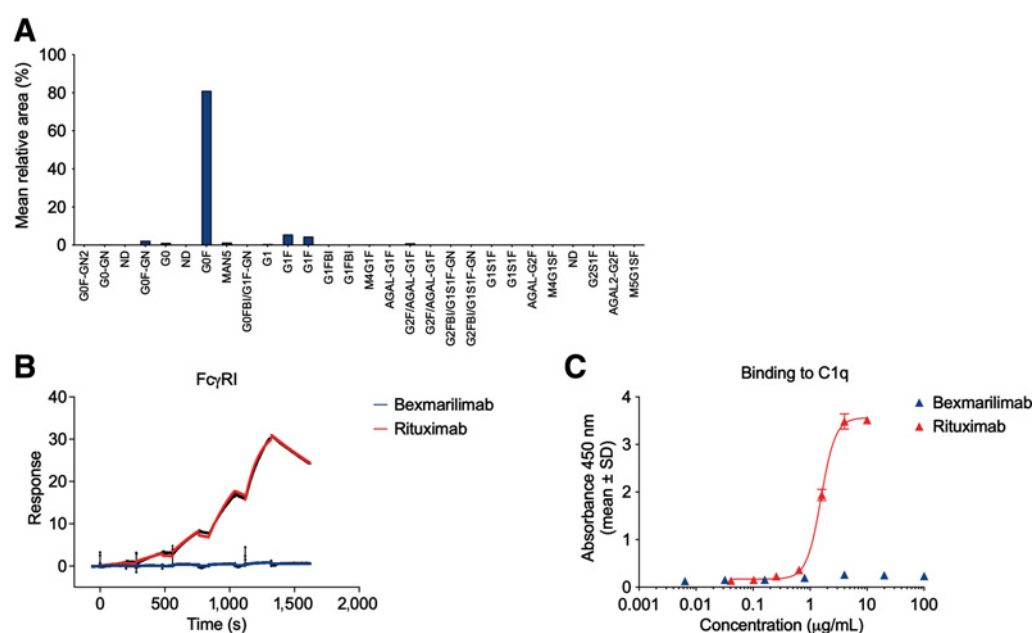 A
Mean relative area (%)
100
80
60
40
20
0
G0F-GN2
G0-GN
ND
G0F-GN
G0
ND
G0F
MAN5
G0FBI/G1F-GN
G1
G1F
G1F
G1FBI
G1FBI
M4G1F
AGAL-G1F
G2F/AGAL-G1F
G2F/AGAL-G1F
G2FBI/G1S1F-GN
G2FBI/G1S1F-GN
G1S1F
G1S1F
AGAL-G2F
M4G1SF
ND
G2S1F
AGAL2-G2F
M5G1SF
B
FcγRI
Bexmarilimab
Rituximab
Response
40
30
20
10
0
0 500 1,000 1,500 2,000
Time (s)
C
Binding to C1q
Bexmarilimab
Rituximab
Absorbance 450 nm
(mean ± SD)
4
3
2
1
0
0.001 0.01 0.1 1 10 100
Concentration (μg/mL)